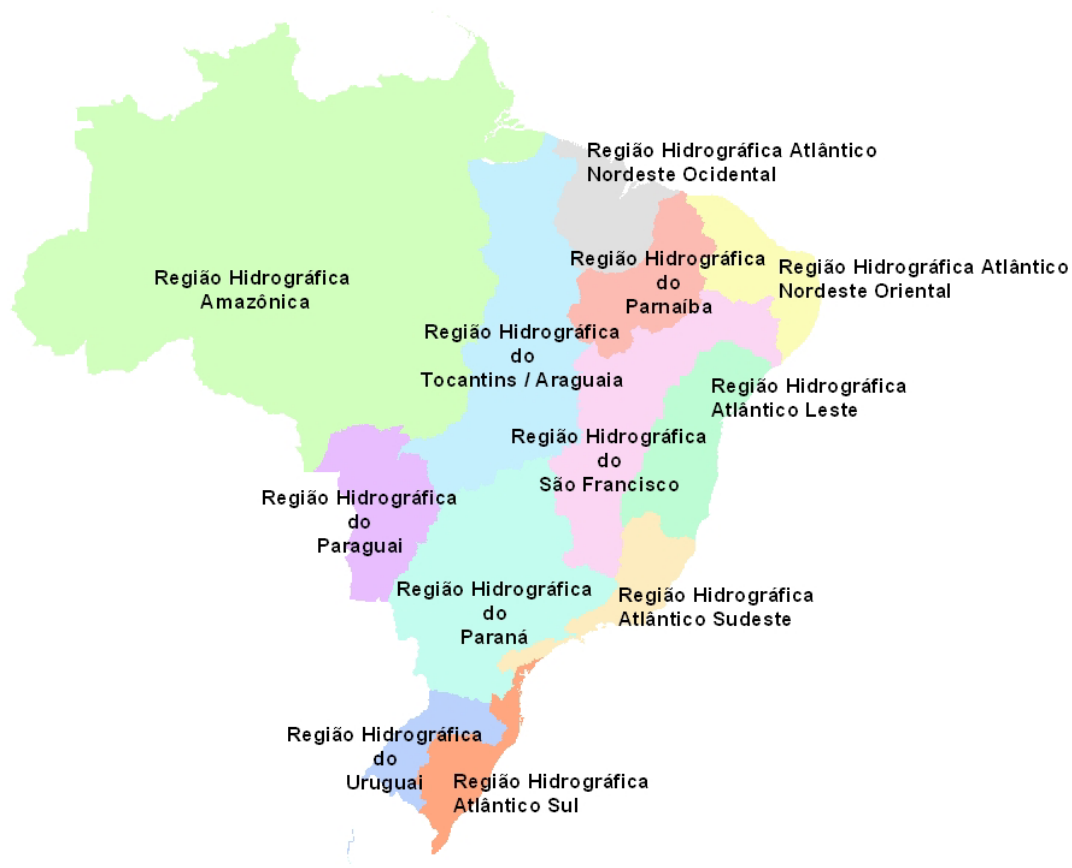 Região Hidrográfica Atlântico
Nordeste Ocidental
Região Hidrográfica
do
Parnaíba
Região Hidrográfica Atlântico
Nordeste Oriental
Região Hidrográfica
Amazônica
Região Hidrográfica
do
Tocantins / Araguaia
Região Hidrográfica
Atlântico Leste
Região Hidrográfica
do
São Francisco
Região Hidrográfica
do
Paraguai
Região Hidrográfica
do
Paraná
Região Hidrográfica
Atlântico Sudeste
Região Hidrográfica
do
Uruguai
Região Hidrográfica
Atlântico Sul